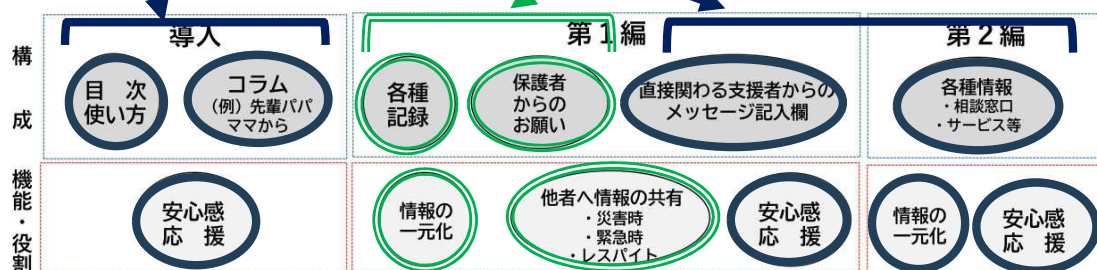 導入
第１編
第２編
構成
目　次
使い方
コラム
（例）先輩パパ
ママから
各種
記録
保護者
からの
お願い
直接関わる支援者からの
メッセージ記入欄
各種情報
・相談窓口
・サービス等
機能・役割
安心感
応　援
情報の
一元化
他者へ情報の共有
・災害時
・緊急時
・レスパイト
安心感
応　援
情報の
一元化
安心感
応　援